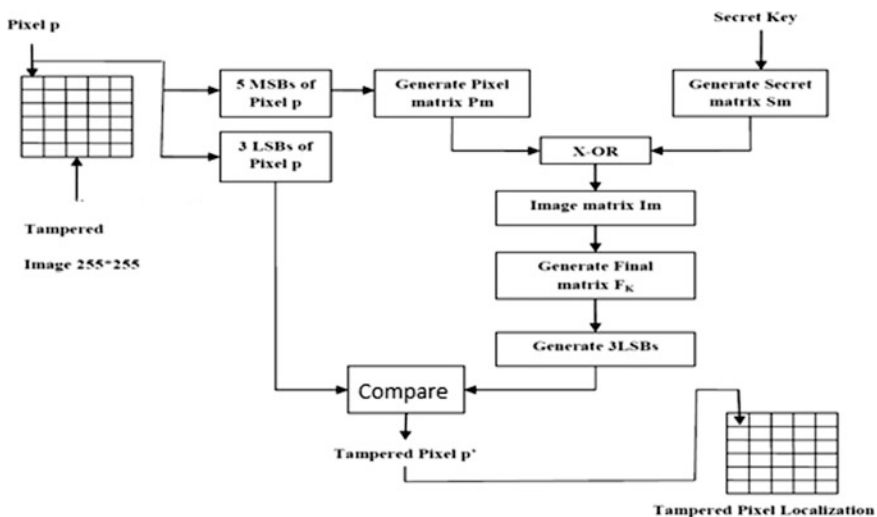 Pixel p
Secret Key
5 MSBs of
Pixel p
Generate Pixel
matrix Pm
Generate Secret
matrix Sm
3 LSBs of
Pixel p
X-OR
Image matrix Im
Tampered
Image 255*255
Generate Final
matrix FK
Generate 3LSBs
Compare
Tampered Pixel p'
Tampered Pixel Localization